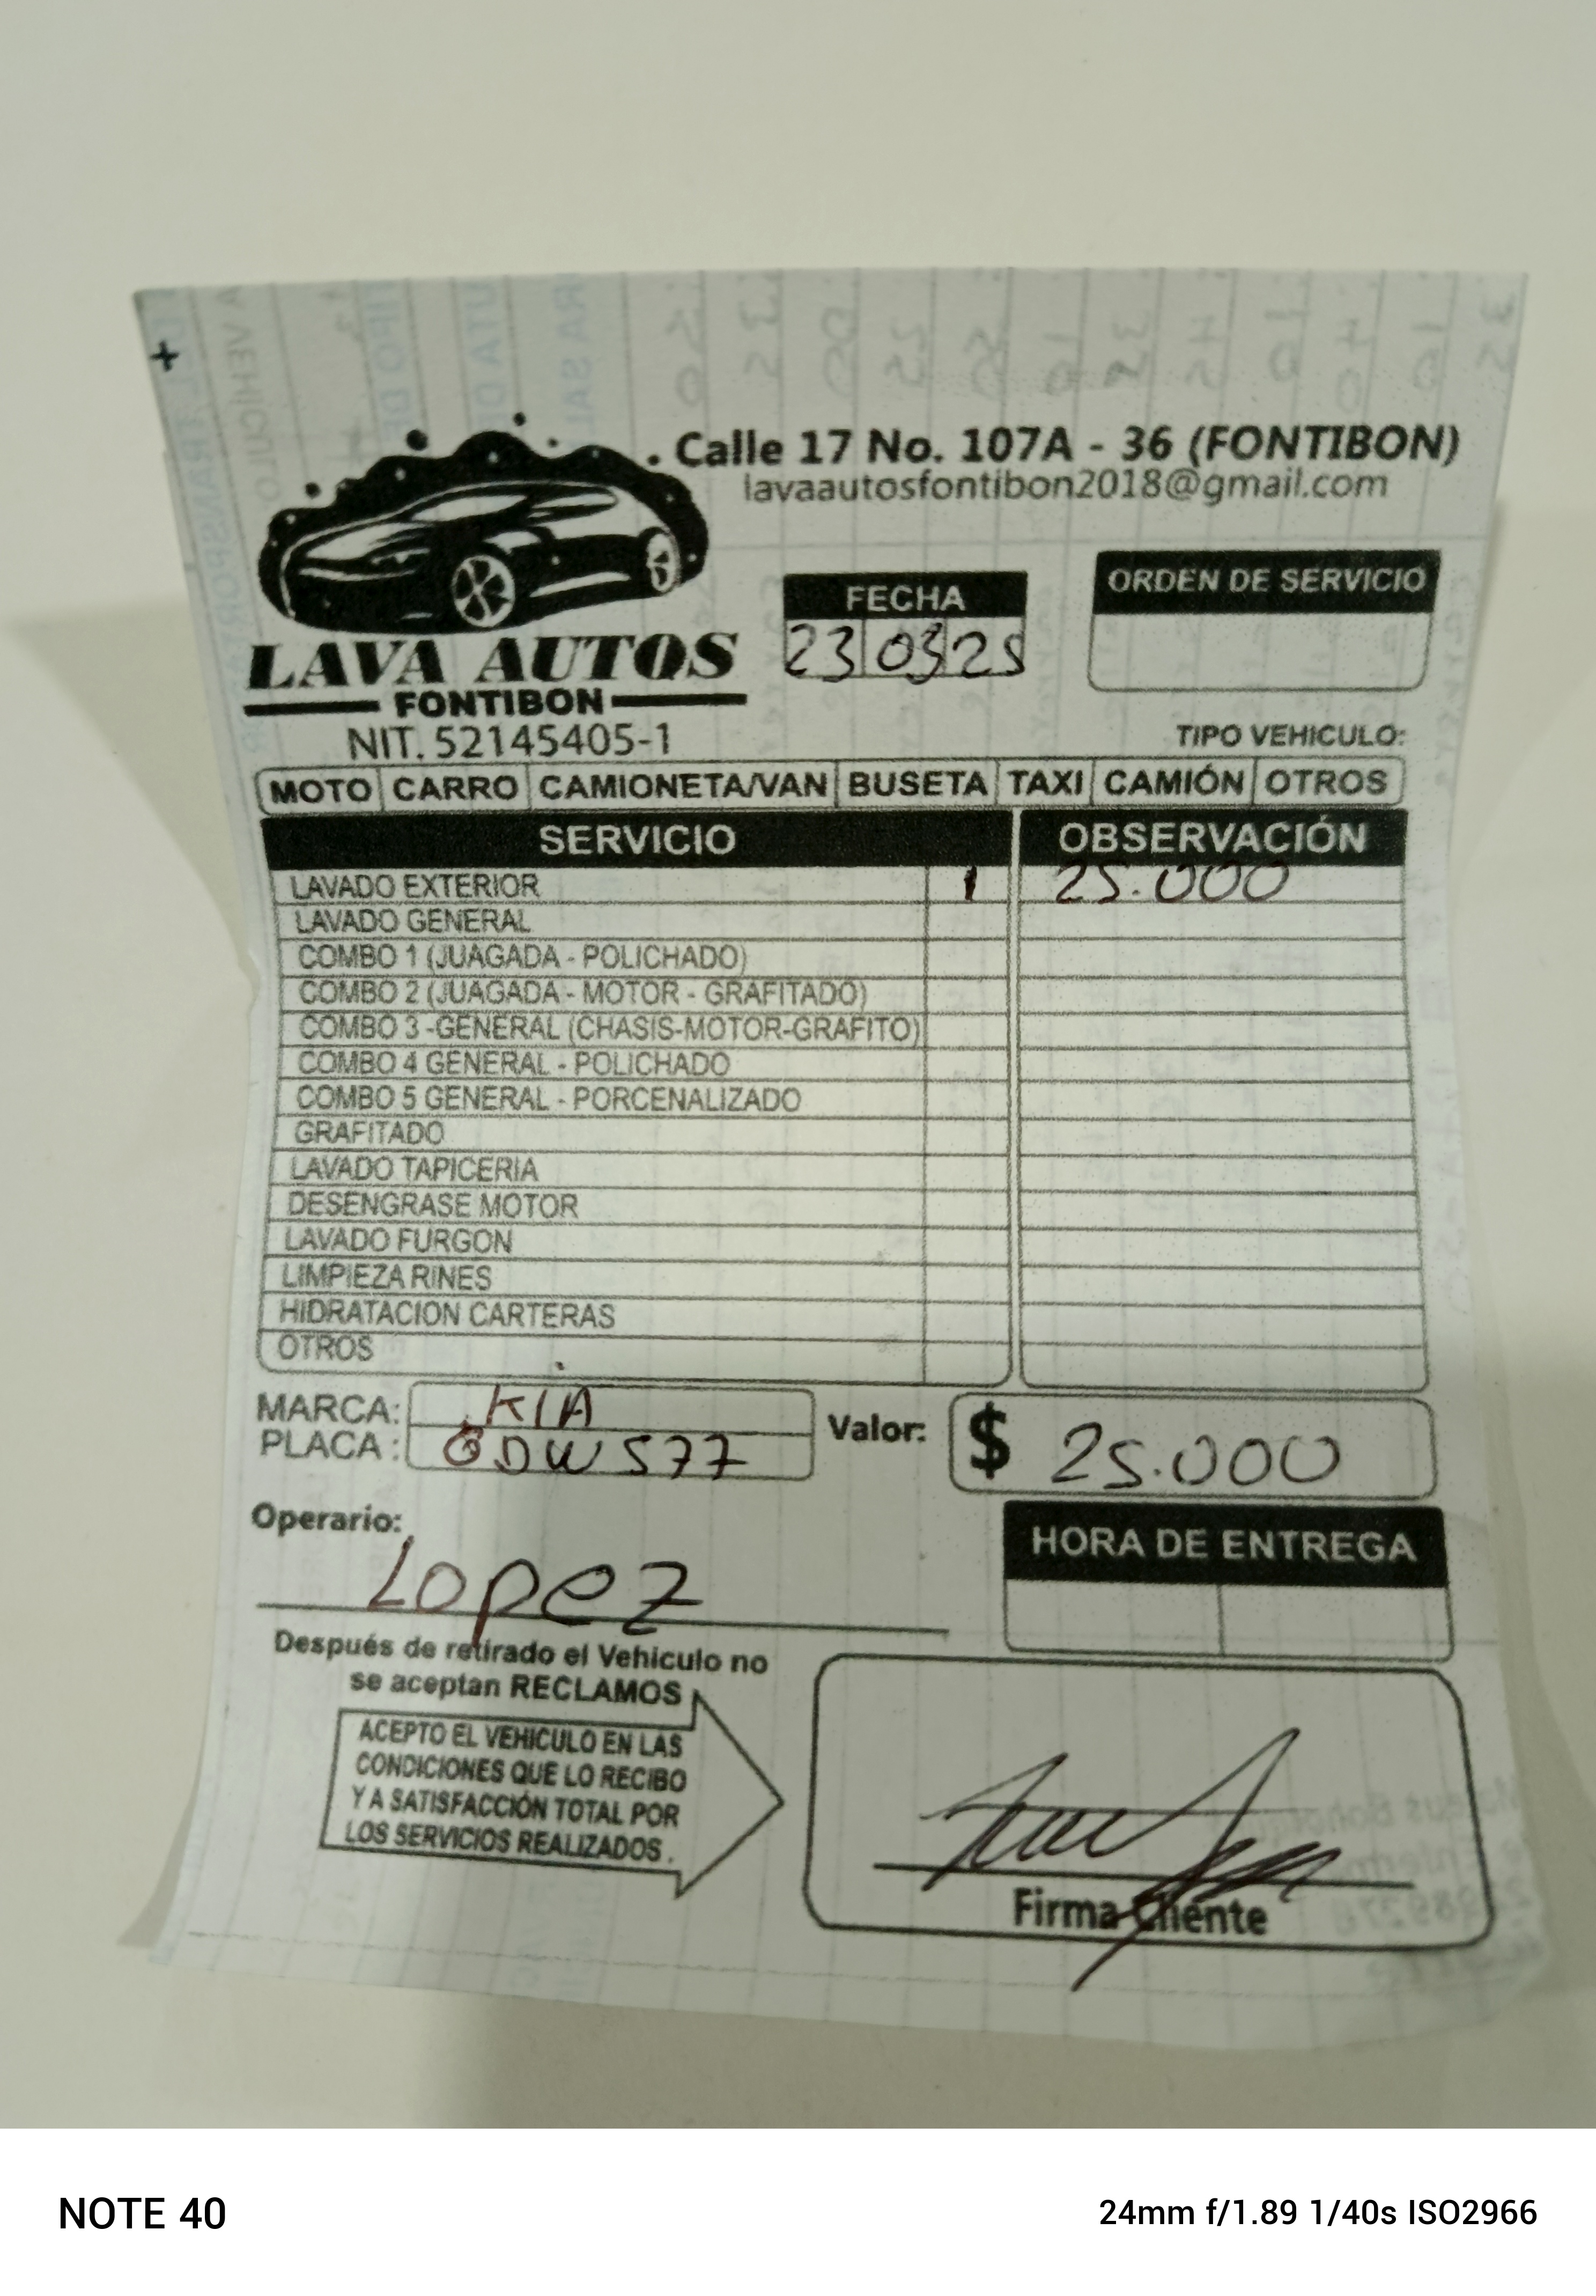 Calle 17 No. 107A - 36 (FONTIBON)
lavaautosfontibon2018@gmail.com
LAVA AUTOS
FONTIBON
NIT. 52145405-1
FECHA
23 03 25
ORDEN DE SERVICIO
TIPO VEHICULO:
MOTO CARRO CAMIONETA/VAN BUSETA TAXI CAMIÓN OTROS
SERVICIO OBSERVACIÓN
LAVADO EXTERIOR 1 25.000
LAVADO GENERAL
COMBO 1 (JUAGADA - POLICHADO)
COMBO 2 (JUAGADA - MOTOR - GRAFITADO)
COMBO 3 -GENERAL (CHASIS-MOTOR-GRAFITO)
COMBO 4 GENERAL - POLICHADO
COMBO 5 GENERAL - PORCENALIZADO
GRAFITADO
LAVADO TAPICERIA
DESENGRASE MOTOR
LAVADO FURGON
LIMPIEZA RINES
HIDRATACION CARTERAS
OTROS
MARCA: KIA
PLACA: GDW 577
Valor: $ 25.000
Operario: Lopez
HORA DE ENTREGA
Después de retirado el Vehiculo no
se aceptan RECLAMOS
ACEPTO EL VEHICULO EN LAS
CONDICIONES QUE LO RECIBO
Y A SATISFACCIÓN TOTAL POR
LOS SERVICIOS REALIZADOS.
Firma Cliente
NOTE 40
24mm f/1.89 1/40s ISO2966